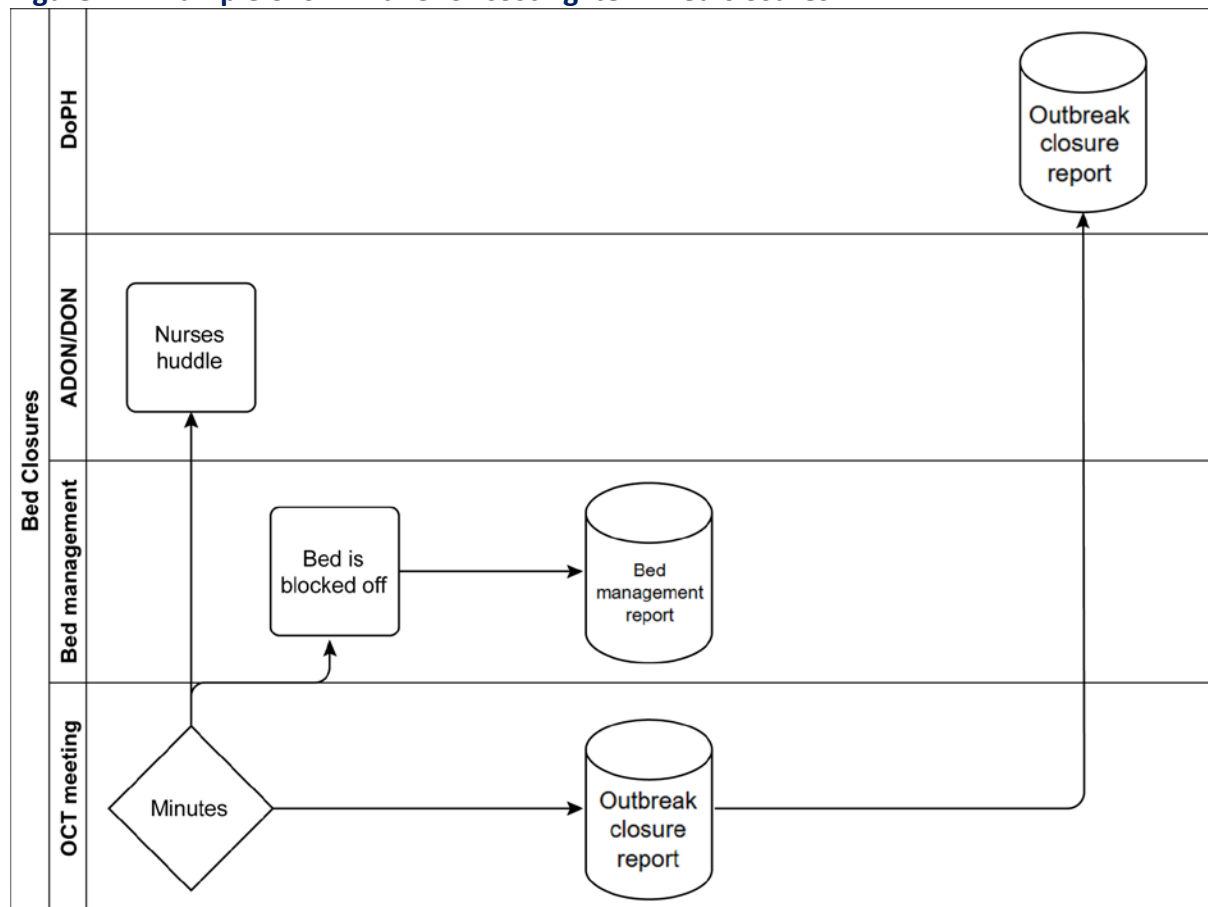 Bed Closures
DoPH
Outbreak
closure
report
ADON/DON
Nurses
huddle
Bed management
Bed is
blocked off
Bed
management
report
OCT meeting
Minutes
Outbreak
closure
report